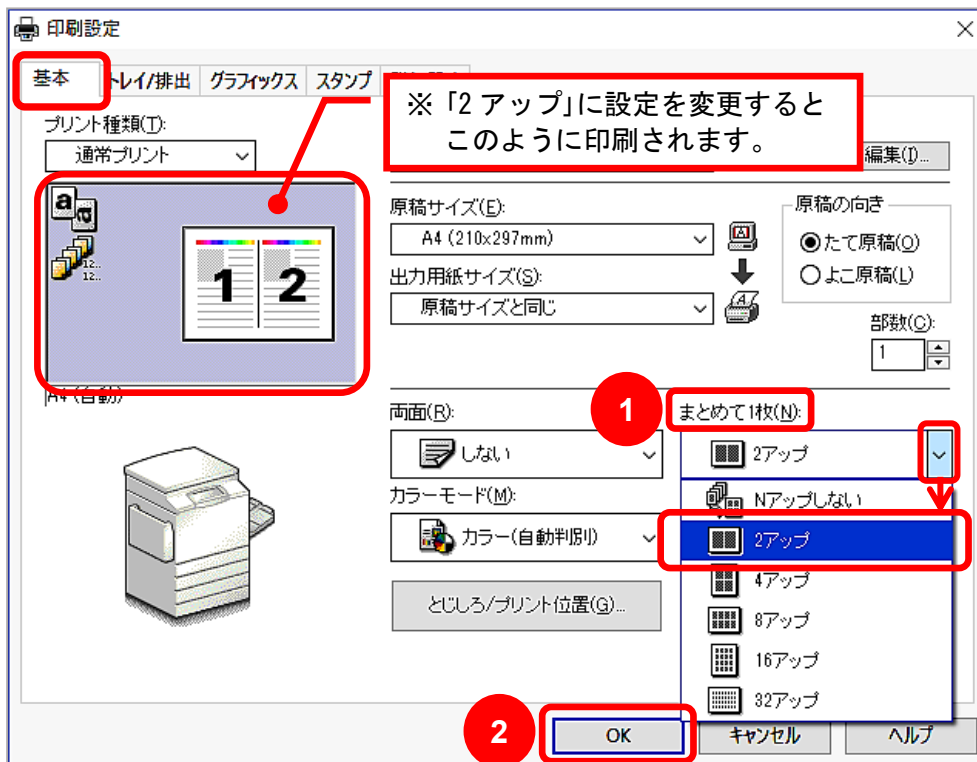 印刷設定
基本
トレイ/排出
グラフィックス
スタンプ
※「2 アップ」に設定を変更すると
このように印刷されます。
プリント種類(T):
通常プリント
編集(I)...
a
a
12..
12..
1 2
A4 (自動)
原稿サイズ(E):
A4 (210x297mm)
出力用紙サイズ(S):
原稿サイズと同じ
原稿の向き
たて原稿(O)
よこ原稿(L)
部数(C):
1
両面(R):
しない
カラーモード(M):
カラー(自動判別)
とじしろ/プリント位置(G)...
1
まとめて1枚(N):
2アップ
Nアップしない
2アップ
4アップ
8アップ
16アップ
32アップ
2
OK
キャンセル
ヘルプ